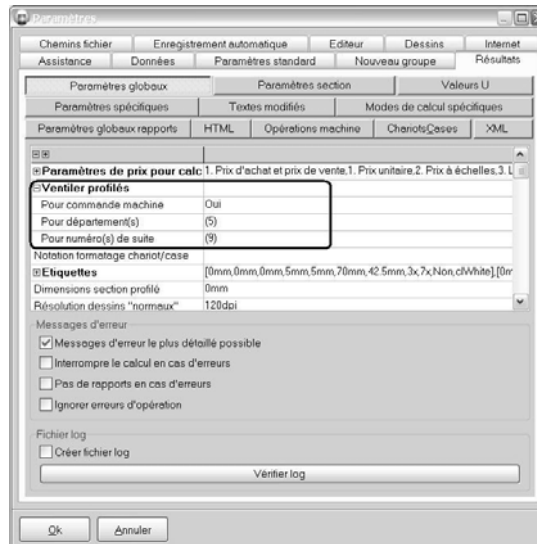 Paramètres
Chemins fichier Enregistrement automatique Editeur Dessins Internet
Assistance Données Paramètres standard Nouveau groupe Résultats
Paramètres globaux Paramètres section Valeurs U
Paramètres spécifiques Textes modifiés Modes de calcul spécifiques
Paramètres globaux rapports HTML Opérations machine ChariotsCases XML
Paramètres de prix pour calc 1. Prix d'achat et prix de vente,1. Prix unitaire,2. Prix à échelles,3. L
Ventiler profilés
Pour commande machine Oui
Pour département(s) (5)
Pour numéro(s) de suite (9)
Notation formatage chariot/case
Etiquettes [0mm,0mm,0mm,5mm,5mm,70mm,42.5mm,3x,7x,Non,clWhite],[0m
Dimensions section profilé 0mm
Résolution dessins "normaux" 120dpi
Messages d'erreur
Messages d'erreur le plus détaillé possible
Interrompre le calcul en cas d'erreurs
Pas de rapports en cas d'erreurs
Ignorer erreurs d'opération
Fichier log
Créer fichier log
Vérifier log
Ok Annuler